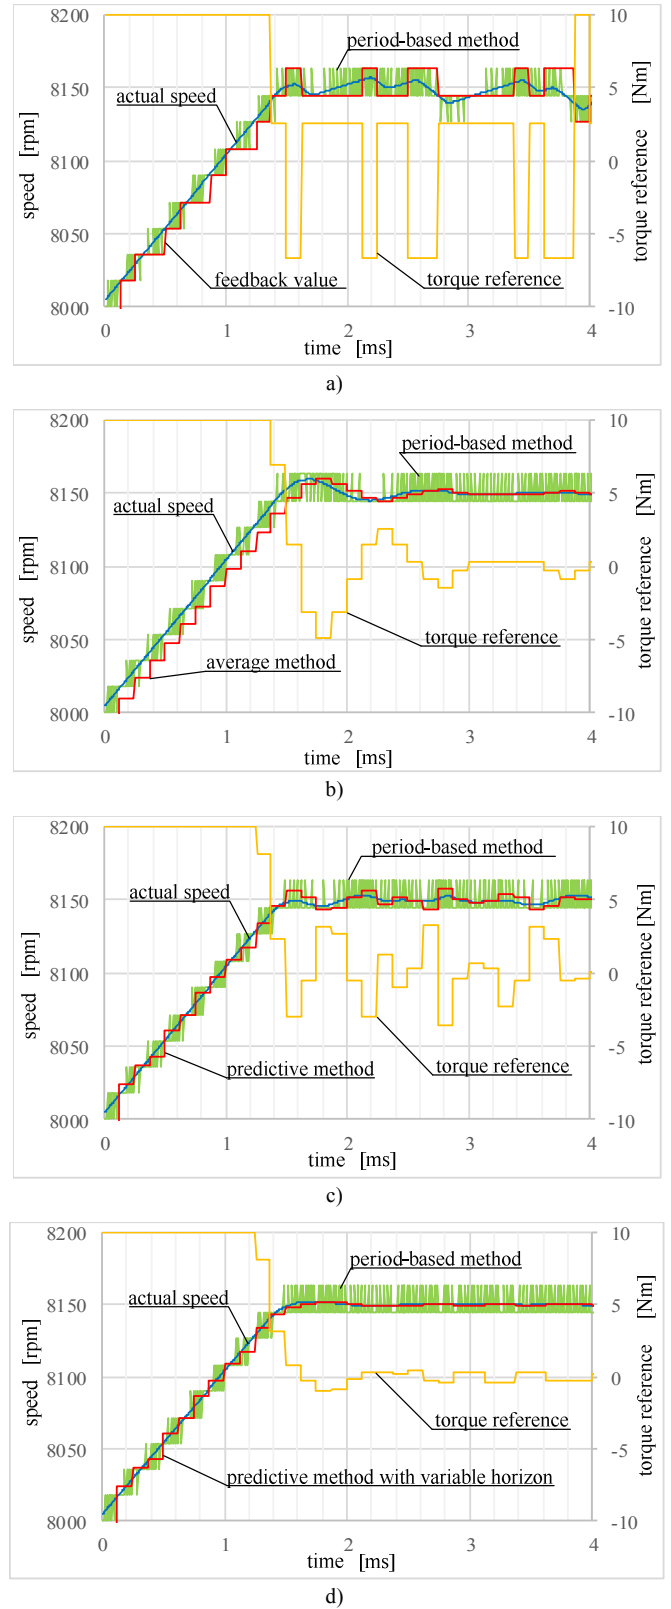 8200
8150
8100
8050
8000
speed [rpm]
period-based method
actual speed
feedback value
torque reference
10
5
0
-5
-10
torque reference [Nm]
0 1 2 3 4
time [ms]
a)
8200
8150
8100
8050
8000
speed [rpm]
period-based method
actual speed
torque reference
average method
10
5
0
-5
-10
torque reference [Nm]
0 1 2 3 4
time [ms]
b)
8200
8150
8100
8050
8000
speed [rpm]
period-based method
actual speed
predictive method
torque reference
10
5
0
-5
-10
torque reference [Nm]
0 1 2 3 4
time [ms]
c)
8200
8150
8100
8050
8000
speed [rpm]
period-based method
actual speed
torque reference
predictive method with variable horizon
10
5
0
-5
-10
torque reference [Nm]
0 1 2 3 4
time [ms]
d)